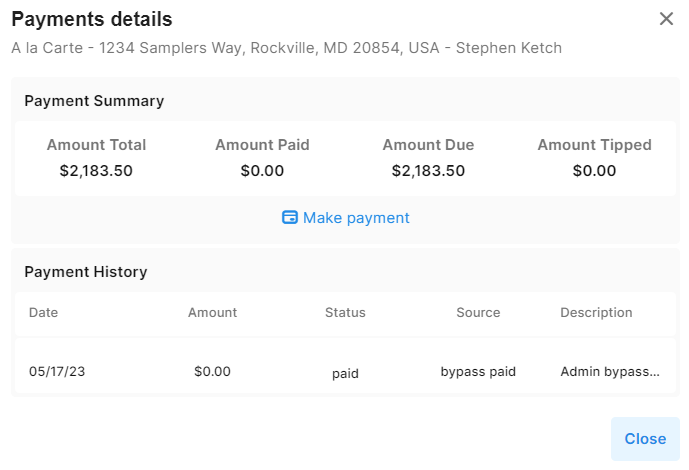 Payments details
A la Carte - 1234 Samplers Way, Rockville, MD 20854, USA - Stephen Ketch
Payment Summary
Amount Total Amount Paid Amount Due Amount Tipped
$2,183.50 $0.00 $2,183.50 $0.00
Make payment
Payment History
Date Amount Status Source Description
05/17/23 $0.00 paid bypass paid Admin bypass...
Close